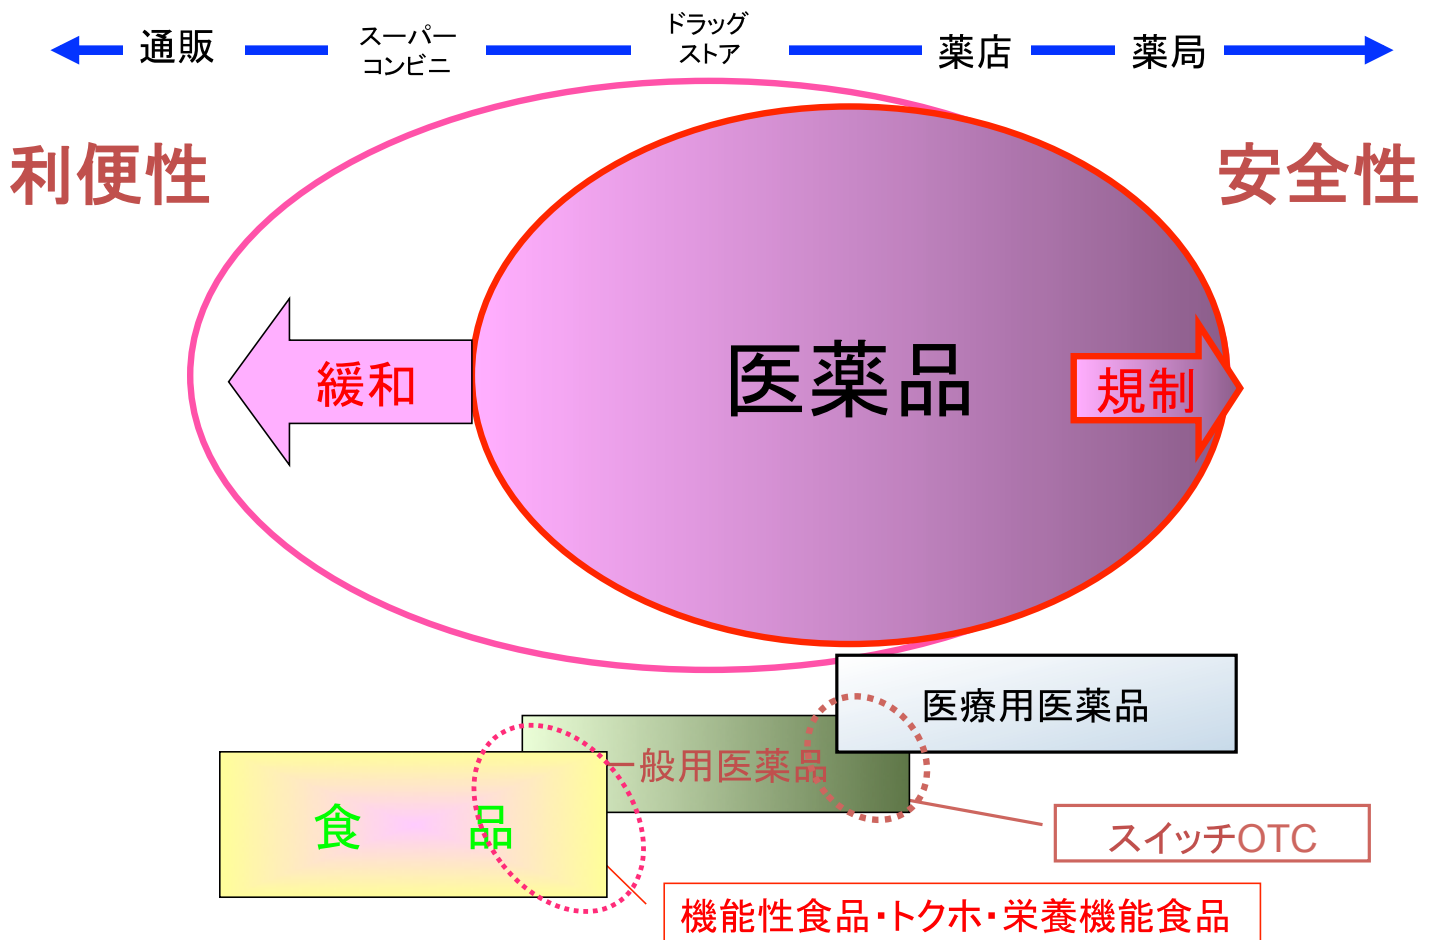 通販
スーパー
コンビニ
ドラッグ
ストア
薬店
薬局
利便性
安全性
緩和
医薬品
規制
医療用医薬品
一般用医薬品
食 品
スイッチOTC
機能性食品・トクホ・栄養機能食品